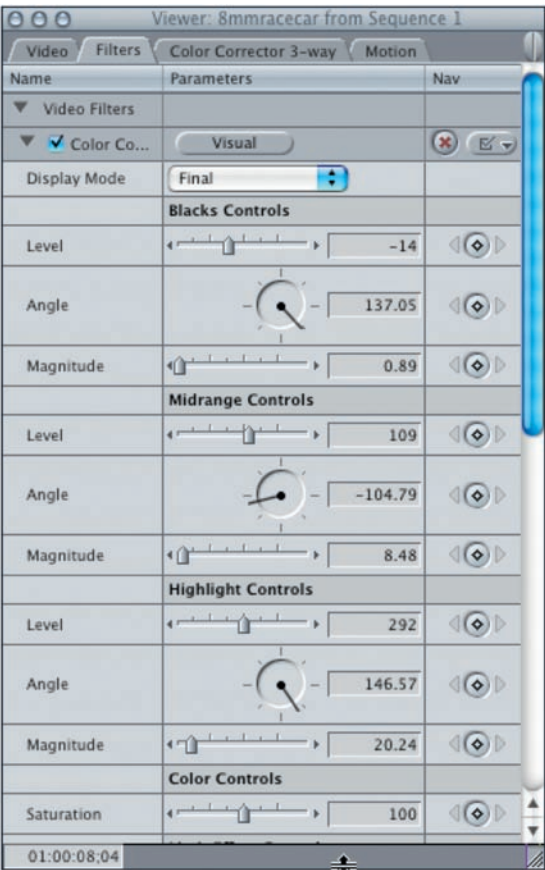 Viewer: 8mmracecar from Sequence 1
Video Filters Color Corrector 3-way Motion
Name Parameters Nav
Video Filters
Color Co... Visual
Display Mode Final
Blacks Controls
Level -14
Angle 137.05
Magnitude 0.89
Midrange Controls
Level 109
Angle -104.79
Magnitude 8.48
Highlight Controls
Level 292
Angle 146.57
Magnitude 20.24
Color Controls
Saturation 100
01:00:08;04